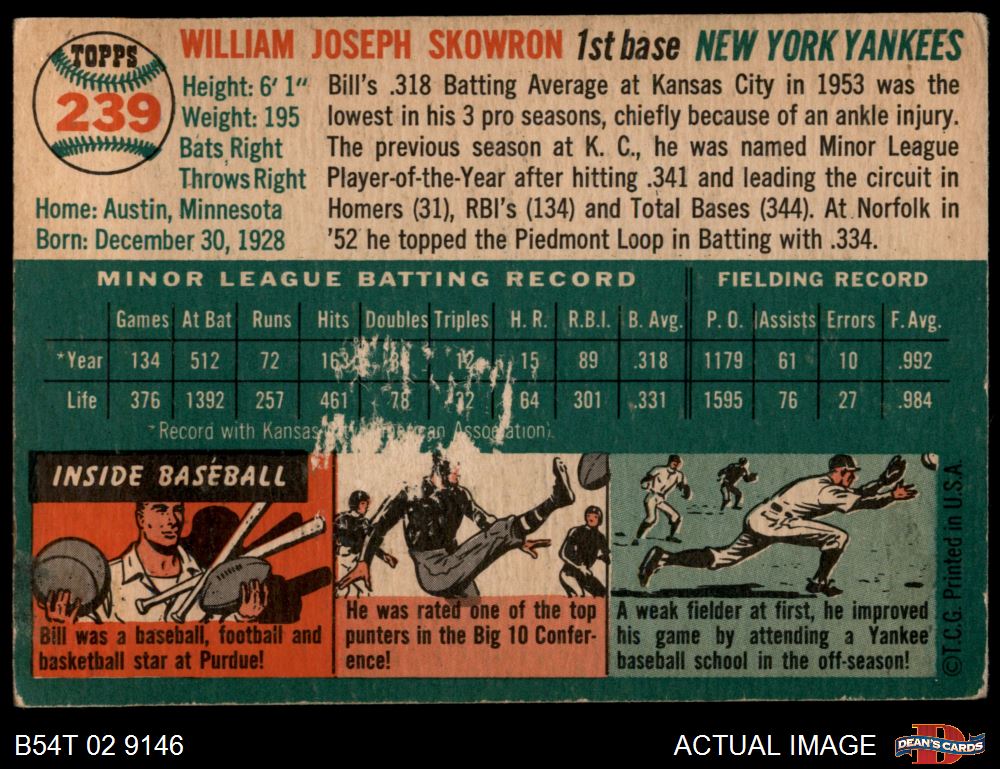 TOPPS
239
WILLIAM JOSEPH SKOWRON 1st base NEW YORK YANKEES
Height: 6' 1"
Weight: 195
Bats Right
Throws Right
Home: Austin, Minnesota
Born: December 30, 1928
Bill's .318 Batting Average at Kansas City in 1953 was the
lowest in his 3 pro seasons, chiefly because of an ankle injury.
The previous season at K. C., he was named Minor League
Player-of-the-Year after hitting .341 and leading the circuit in
Homers (31), RBI's (134) and Total Bases (344). At Norfolk in
'52 he topped the Piedmont Loop in Batting with .334.
MINOR LEAGUE BATTING RECORD FIELDING RECORD
Games At Bat Runs Hits Doubles Triples H. R. R.B.I. B. Avg. P. O. Assists Errors F. Avg.
*Year 134 512 72 163 15 89 .318 1179 61 10 .992
Life 376 1392 257 461 78 64 301 .331 1595 76 27 .984
*Record with Kansas Association).
INSIDE BASEBALL
Bill was a baseball, football and
basketball star at Purdue!
He was rated one of the top
punters in the Big 10 Confer-
ence!
A weak fielder at first, he improved
his game by attending a Yankee
baseball school in the off-season!
©T.C.G. Printed in U.S.A.
B54T 02 9146
ACTUAL IMAGE
D
DEAN'S CARDS